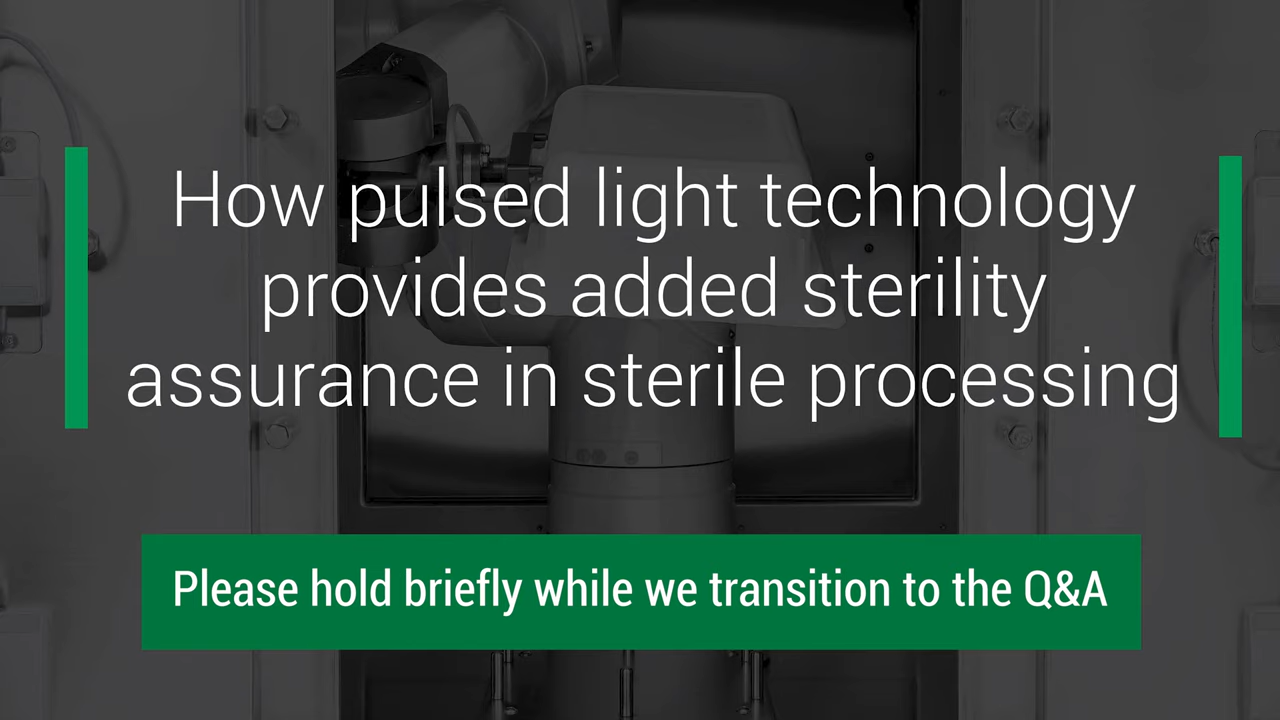 How pulsed light technology
provides added sterility
assurance in sterile processing
Please hold briefly while we transition to the Q&A